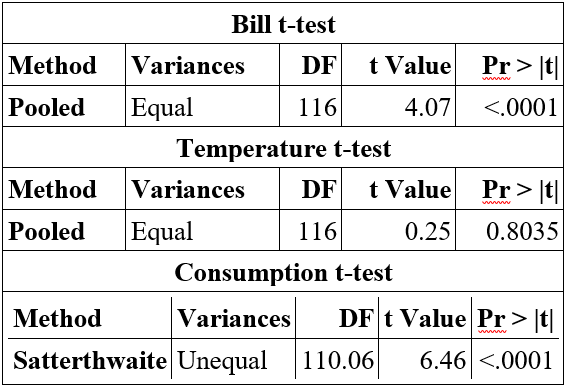 Bill t-test
Method Variances DF t Value Pr > |t|
Pooled Equal 116 4.07 <.0001
Temperature t-test
Method Variances DF t Value Pr > |t|
Pooled Equal 116 0.25 0.8035
Consumption t-test
Method Variances DF t Value Pr > |t|
Satterthwaite Unequal 110.06 6.46 <.0001